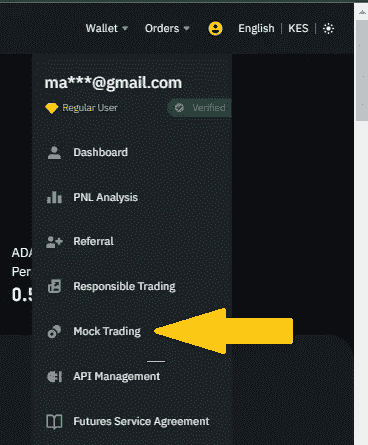 Wallet Orders English KES
ma***@gmail.com
Regular User Verified
Dashboard
PNL Analysis
Referral
ADA
Responsible Trading
Per
0.5
Mock Trading
API Management
Futures Service Agreement